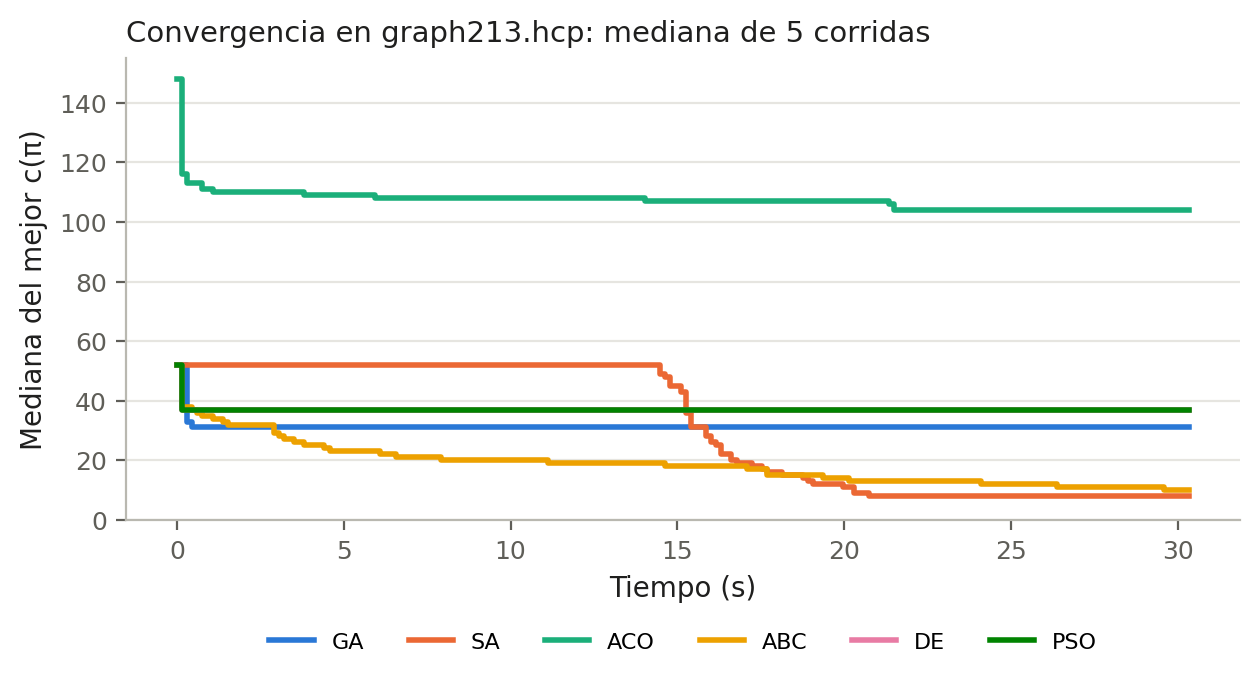 Convergencia en graph213.hcp: mediana de 5 corridas
Mediana del mejor c(π)
140
120
100
80
60
40
20
0
0 5 10 15 20 25 30
Tiempo (s)
GA SA ACO ABC DE PSO